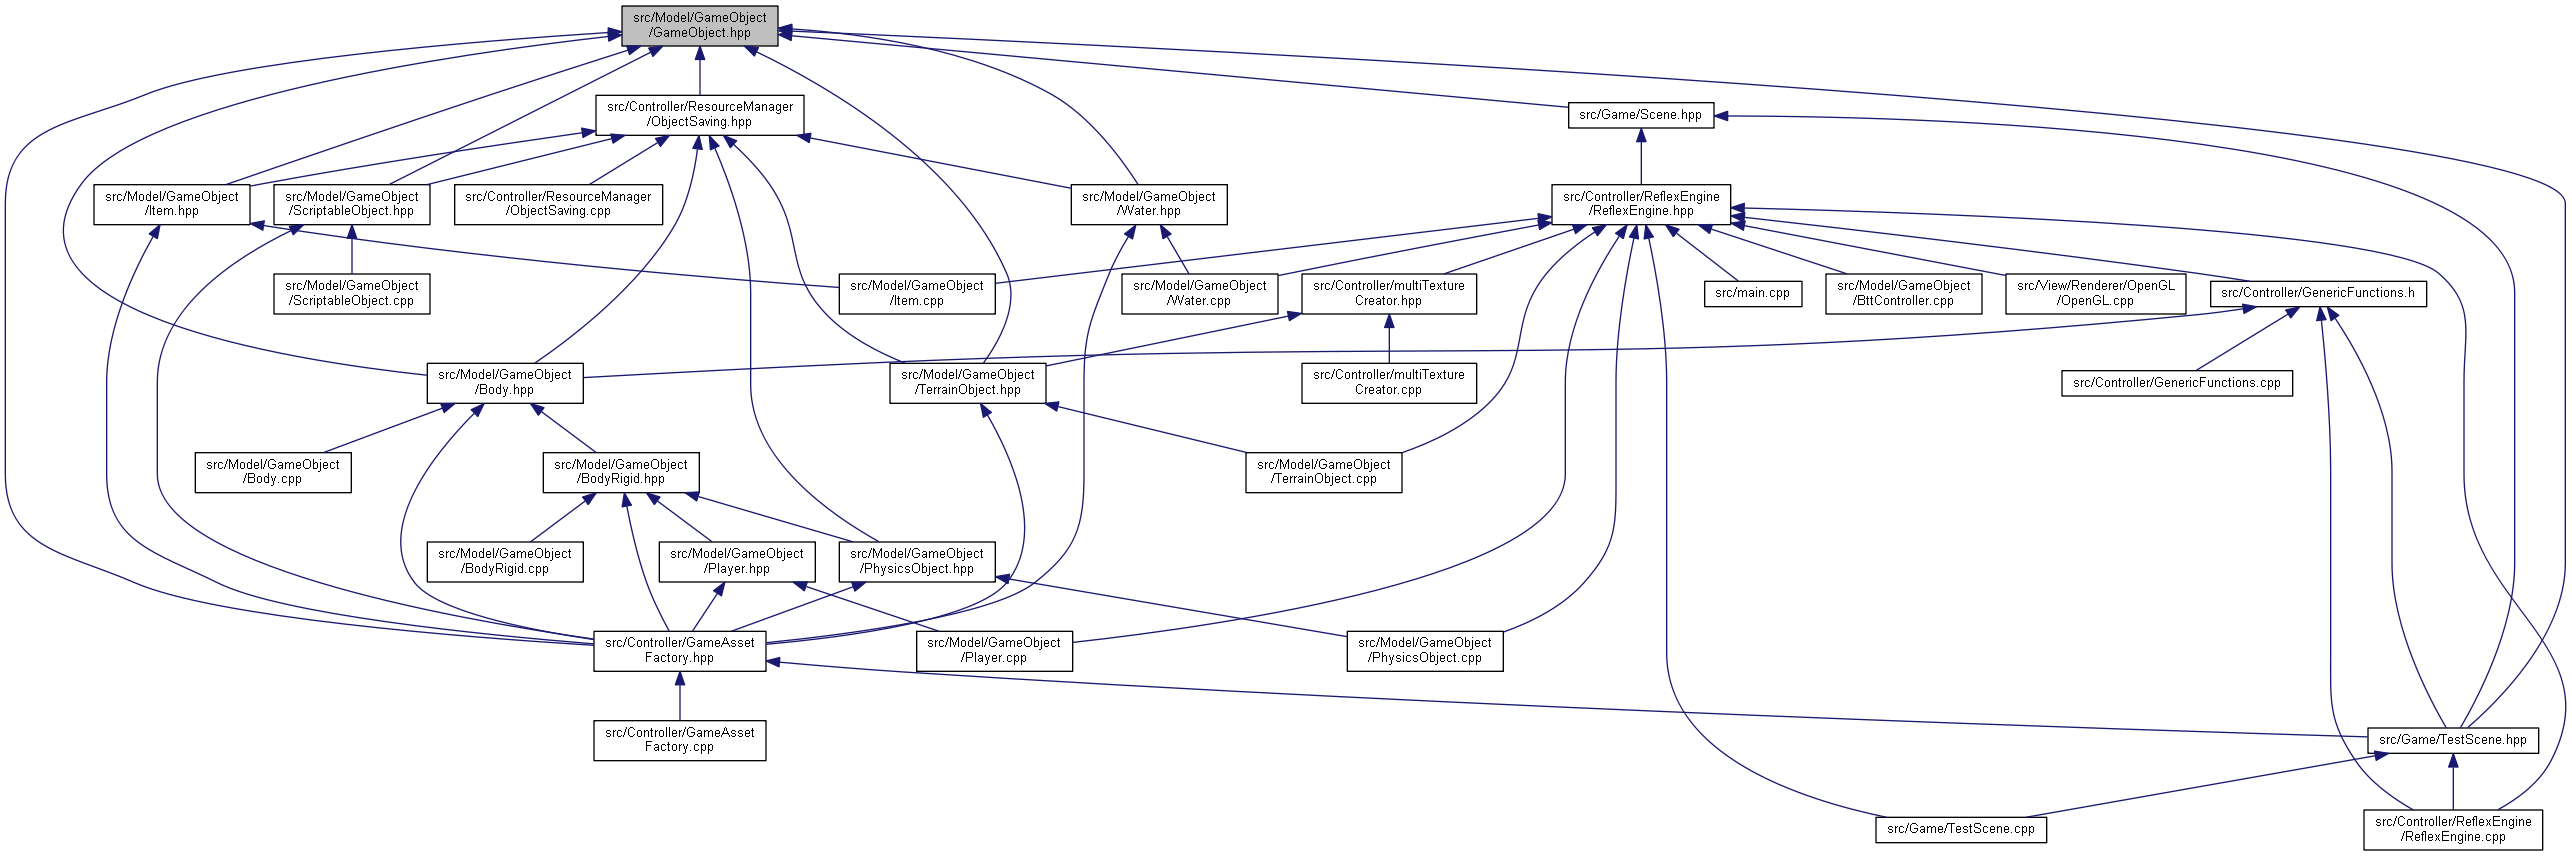 src/Model/GameObject
/GameObject.hpp
src/Controller/ResourceManager
/ObjectSaving.hpp
src/Game/Scene.hpp
src/Model/GameObject
/Item.hpp
src/Model/GameObject
/ScriptableObject.hpp
src/Controller/ResourceManager
/ObjectSaving.cpp
src/Model/GameObject
/Water.hpp
src/Controller/ReflexEngine
/ReflexEngine.hpp
src/Model/GameObject
/ScriptableObject.cpp
src/Model/GameObject
/Item.cpp
src/Model/GameObject
/Water.cpp
src/Controller/multiTexture
Creator.hpp
src/main.cpp
src/Model/GameObject
/BttController.cpp
src/View/Renderer/OpenGL
/OpenGL.cpp
src/Controller/GenericFunctions.h
src/Model/GameObject
/Body.hpp
src/Model/GameObject
/TerrainObject.hpp
src/Controller/multiTexture
Creator.cpp
src/Controller/GenericFunctions.cpp
src/Model/GameObject
/Body.cpp
src/Model/GameObject
/BodyRigid.hpp
src/Model/GameObject
/TerrainObject.cpp
src/Model/GameObject
/BodyRigid.cpp
src/Model/GameObject
/Player.hpp
src/Model/GameObject
/PhysicsObject.hpp
src/Controller/GameAsset
Factory.hpp
src/Model/GameObject
/Player.cpp
src/Model/GameObject
/PhysicsObject.cpp
src/Controller/GameAsset
Factory.cpp
src/Game/TestScene.hpp
src/Game/TestScene.cpp
src/Controller/ReflexEngine
/ReflexEngine.cpp